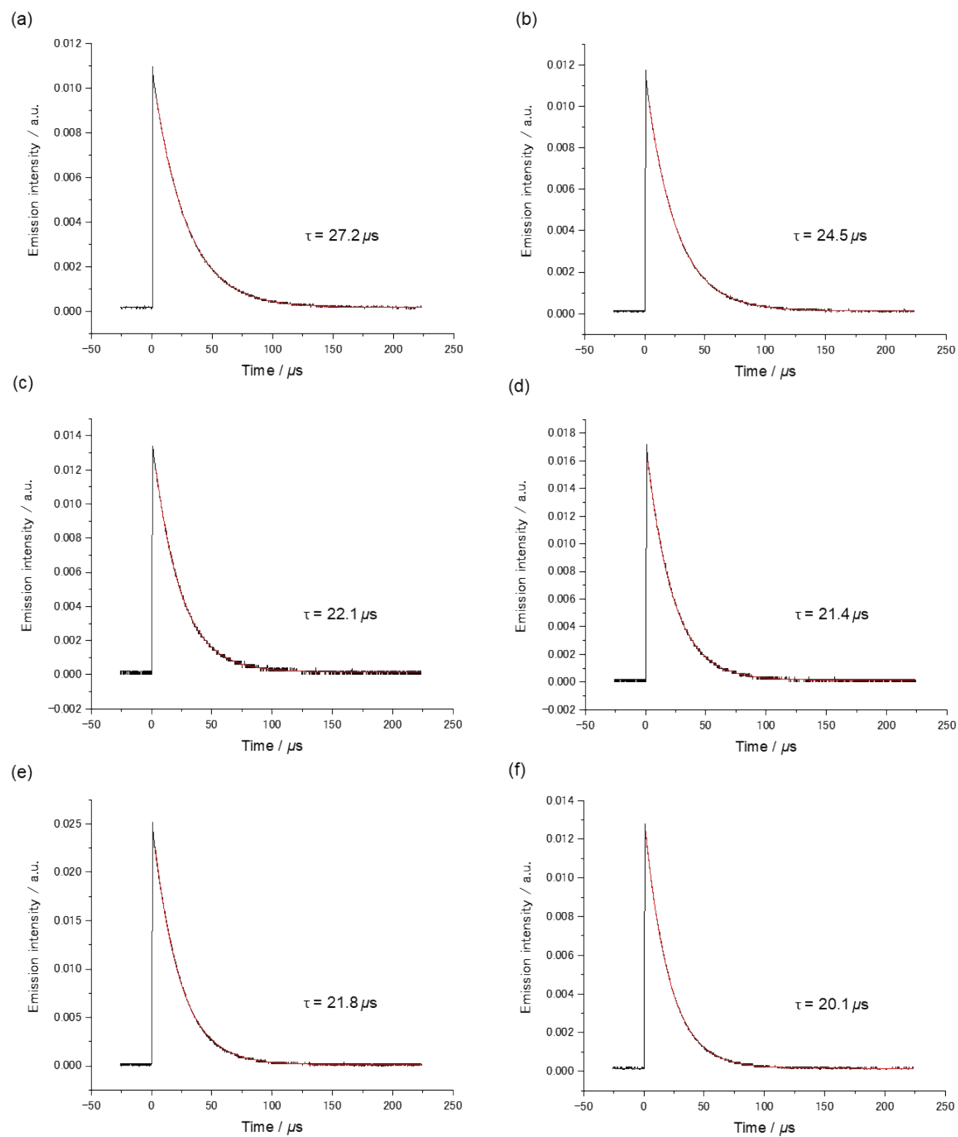 (a)
0.012
0.010
0.008
0.006
0.004
0.002
0.000
Emission intensity / a.u.
τ = 27.2 µs
−50 0 50 100 150 200 250
Time / µs
(b)
0.012
0.010
0.008
0.006
0.004
0.002
0.000
Emission intensity / a.u.
τ = 24.5 µs
−50 0 50 100 150 200 250
Time / µs
(c)
0.014
0.012
0.010
0.008
0.006
0.004
0.002
0.000
−0.002
Emission intensity / a.u.
τ = 22.1 µs
−50 0 50 100 150 200 250
Time / µs
(d)
0.018
0.016
0.014
0.012
0.010
0.008
0.006
0.004
0.002
0.000
−0.002
Emission intensity / a.u.
τ = 21.4 µs
−50 0 50 100 150 200 250
Time / µs
(e)
0.025
0.020
0.015
0.010
0.005
0.000
Emission intensity / a.u.
τ = 21.8 µs
−50 0 50 100 150 200 250
Time / µs
(f)
0.014
0.012
0.010
0.008
0.006
0.004
0.002
0.000
Emission intensity / a.u.
τ = 20.1 µs
−50 0 50 100 150 200 250
Time / µs